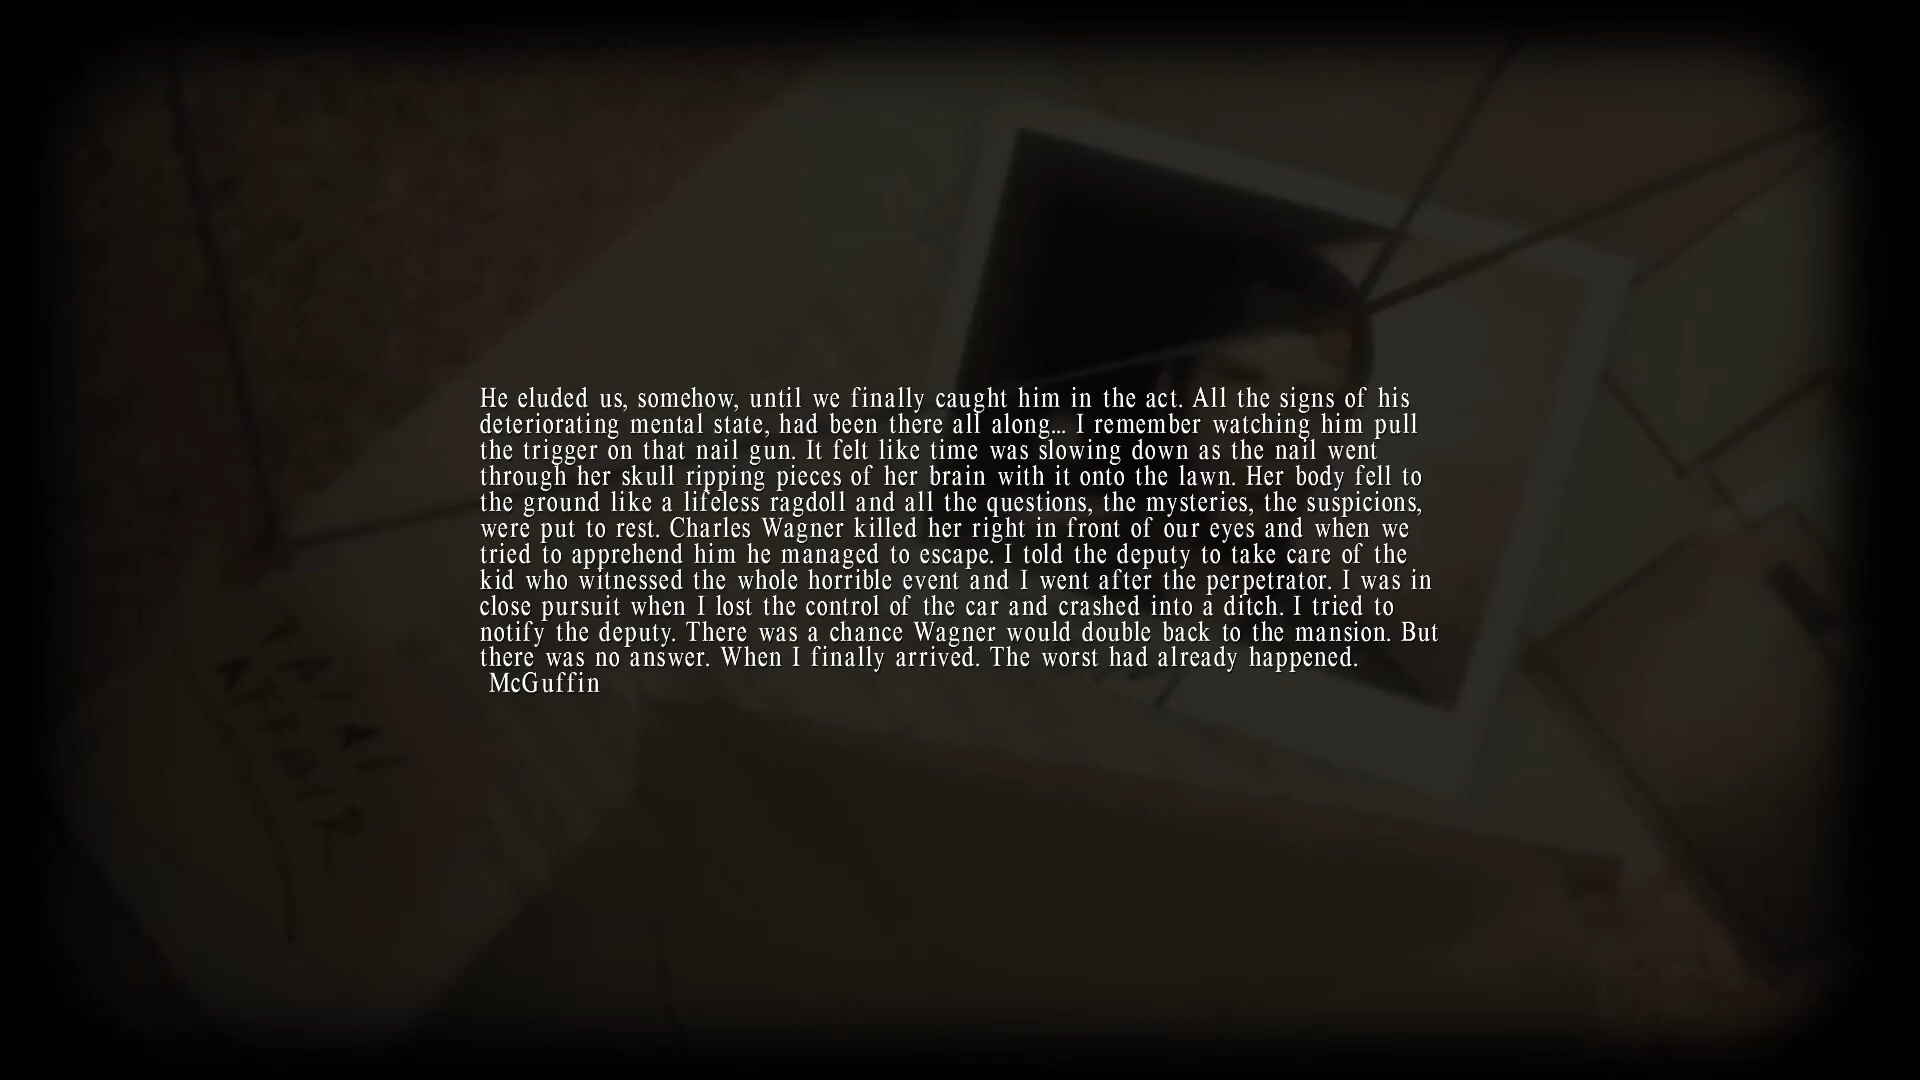 He eluded us, somehow, until we finally caught him in the act. All the signs of his
deteriorating mental state, had been there all along... I remember watching him pull
the trigger on that nail gun. It felt like time was slowing down as the nail went
through her skull ripping pieces of her brain with it onto the lawn. Her body fell to
the ground like a lifeless ragdoll and all the questions, the mysteries, the suspicions,
were put to rest. Charles Wagner killed her right in front of our eyes and when we
tried to apprehend him he managed to escape. I told the deputy to take care of the
kid who witnessed the whole horrible event and I went after the perpetrator. I was in
close pursuit when I lost the control of the car and crashed into a ditch. I tried to
notify the deputy. There was a chance Wagner would double back to the mansion. But
there was no answer. When I finally arrived. The worst had already happened.
McGuffin